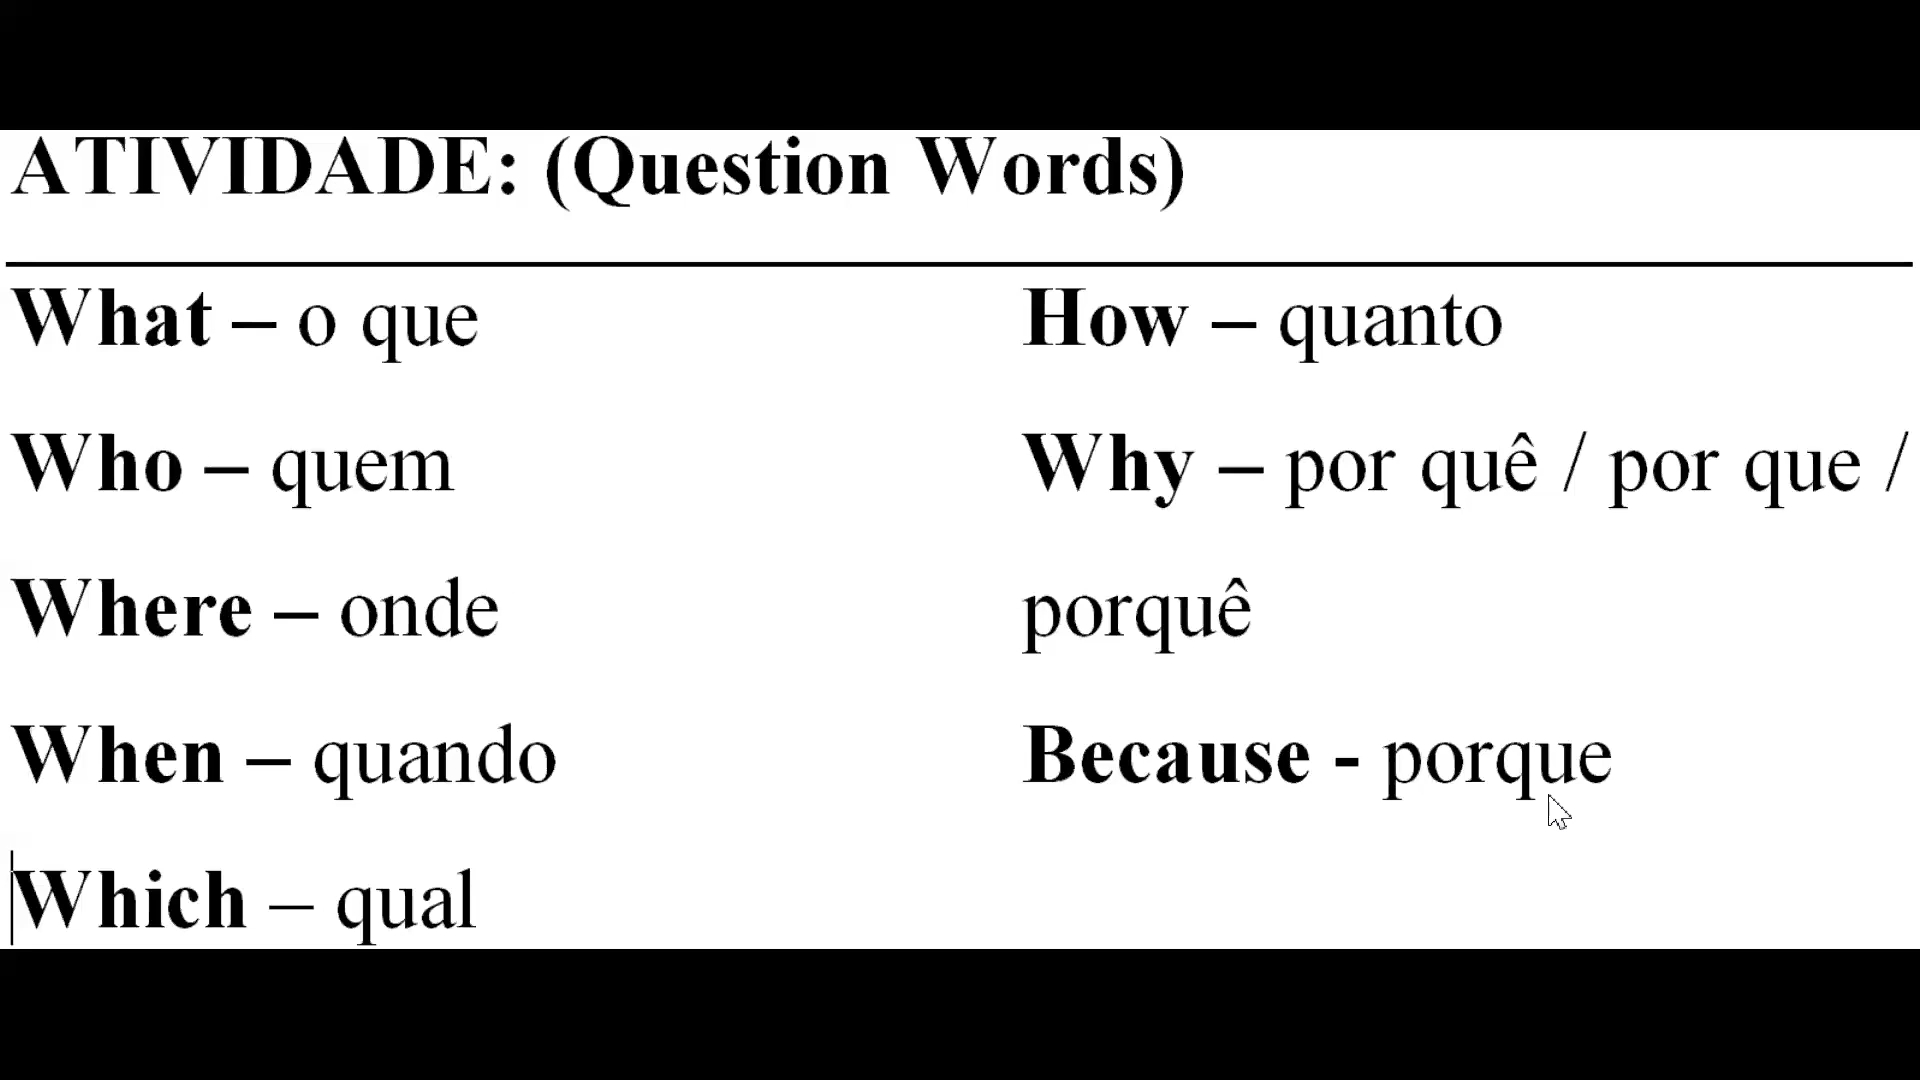 ATIVIDADE: (Question Words)
What – o que
Who – quem
Where – onde
When – quando
Which – qual
How – quanto
Why – por quê / por que /
porquê
Because - porque